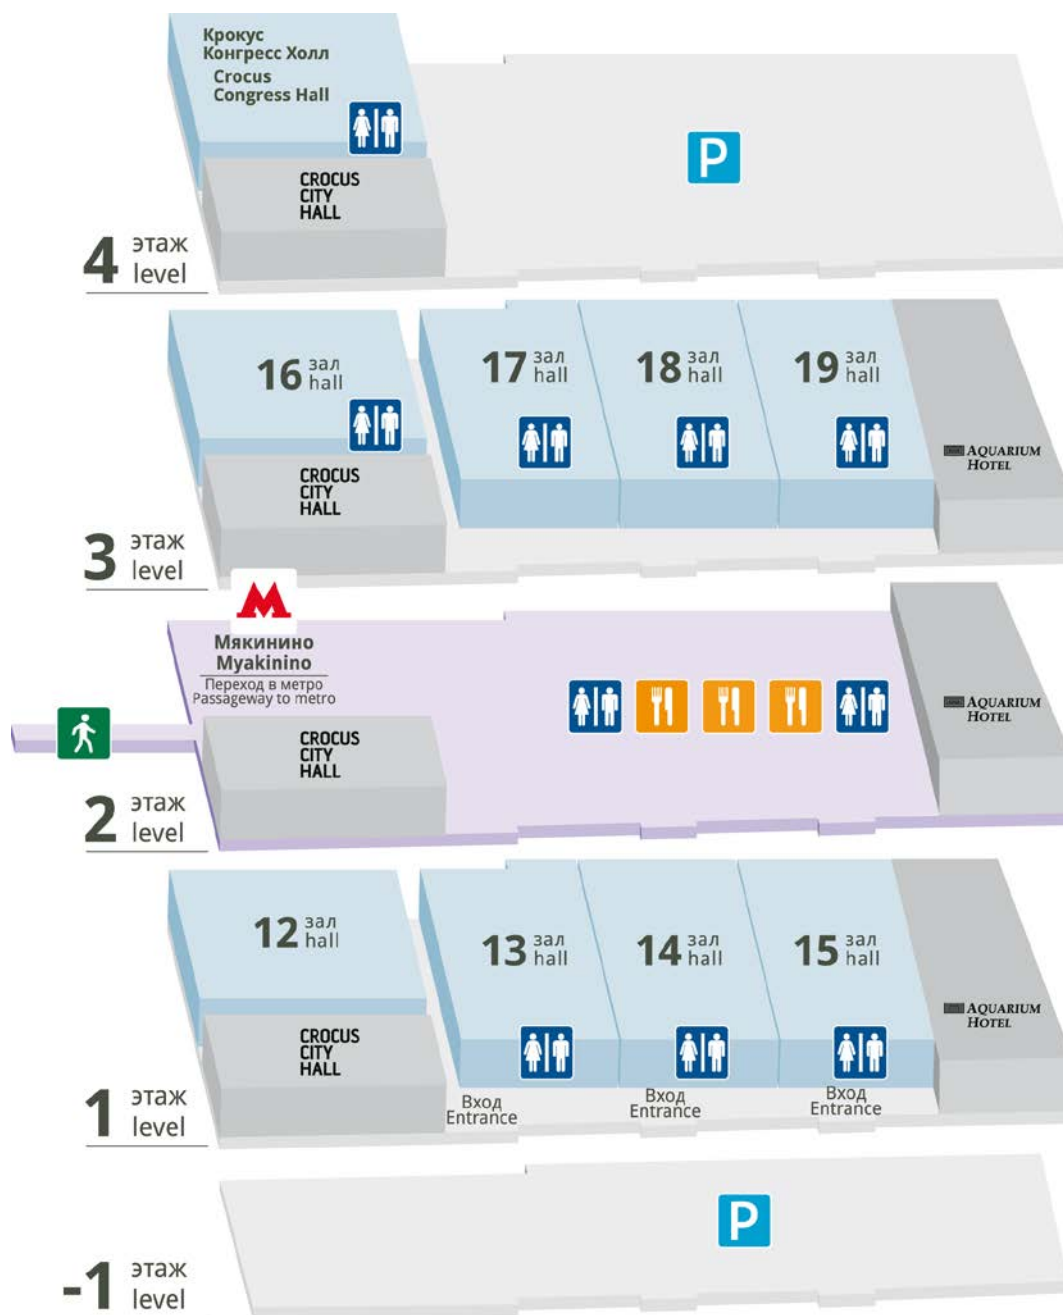 Крокус
Конгресс Холл
Crocus
Congress Hall
CROCUS
CITY
HALL
P
4 этаж
level
16 зал
hall
17 зал
hall
18 зал
hall
19 зал
hall
CROCUS
CITY
HALL
AQUARIUM
HOTEL
3 этаж
level
М
Мякинино
Myakinino
Переход в метро
Passageway to metro
CROCUS
CITY
HALL
AQUARIUM
HOTEL
2 этаж
level
12 зал
hall
13 зал
hall
14 зал
hall
15 зал
hall
CROCUS
CITY
HALL
AQUARIUM
HOTEL
Вход
Entrance
Вход
Entrance
Вход
Entrance
1 этаж
level
P
-1 этаж
level